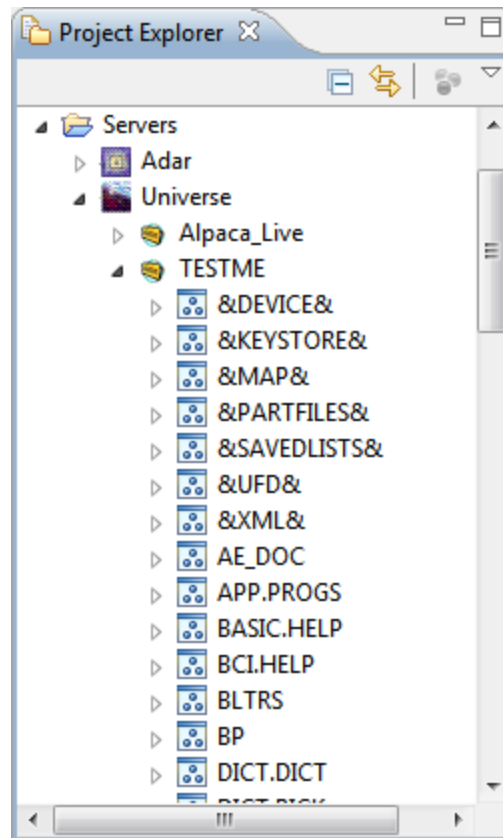 Project Explorer
Servers
Adar
Universe
Alpaca_Live
TESTME
&DEVICE&
&KEYSTORE&
&MAP&
&PARTFILES&
&SAVEDLISTS&
&UFD&
&XML&
AE_DOC
APP.PROGS
BASIC.HELP
BCI.HELP
BLTRS
BP
DICT.DICT